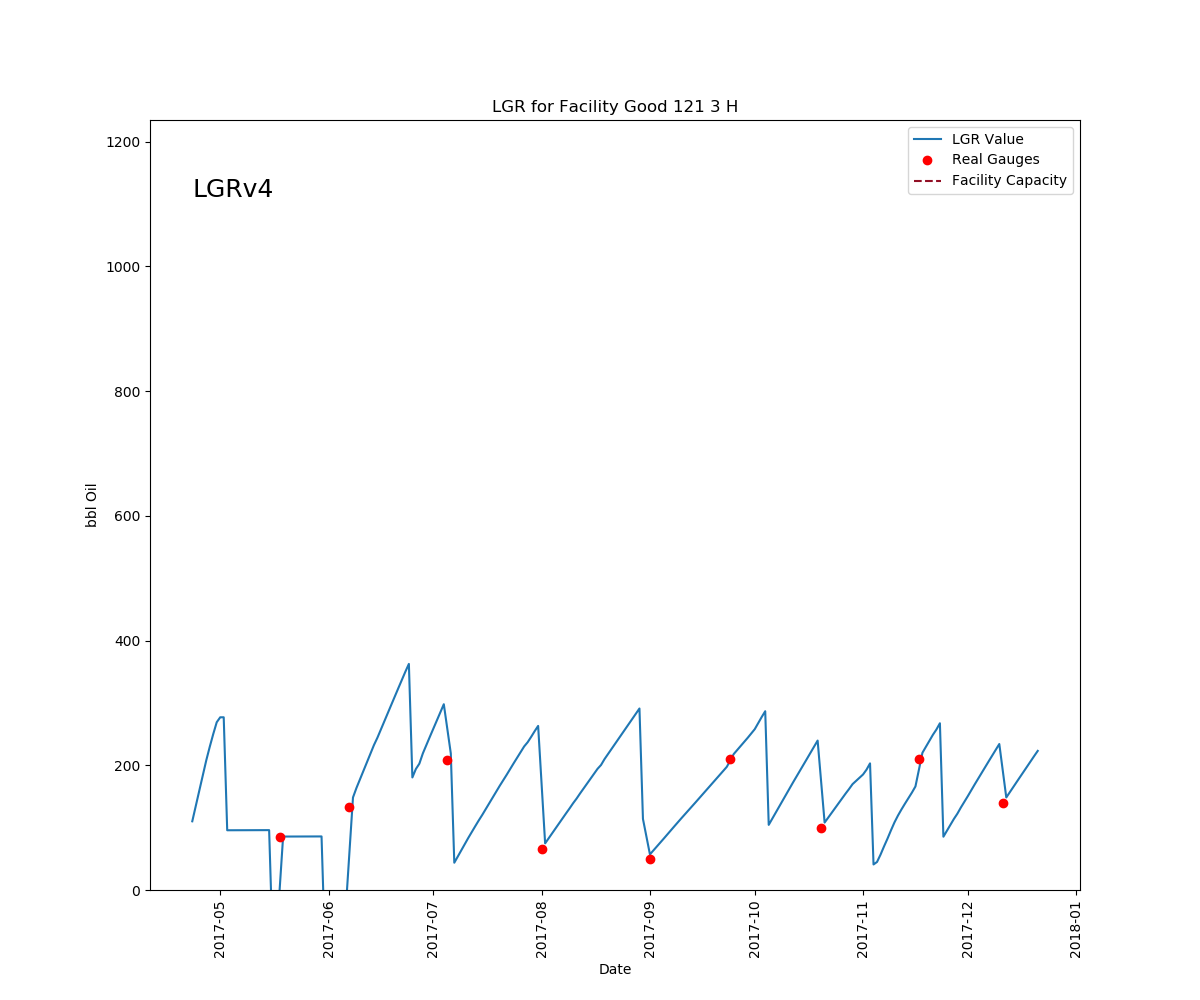 LGR for Facility Good 121 3 H
LGRv4
LGR Value
Real Gauges
Facility Capacity
bbl Oil
1200
1000
800
600
400
200
0
2017-05
2017-06
2017-07
2017-08
2017-09
2017-10
2017-11
2017-12
2018-01
Date